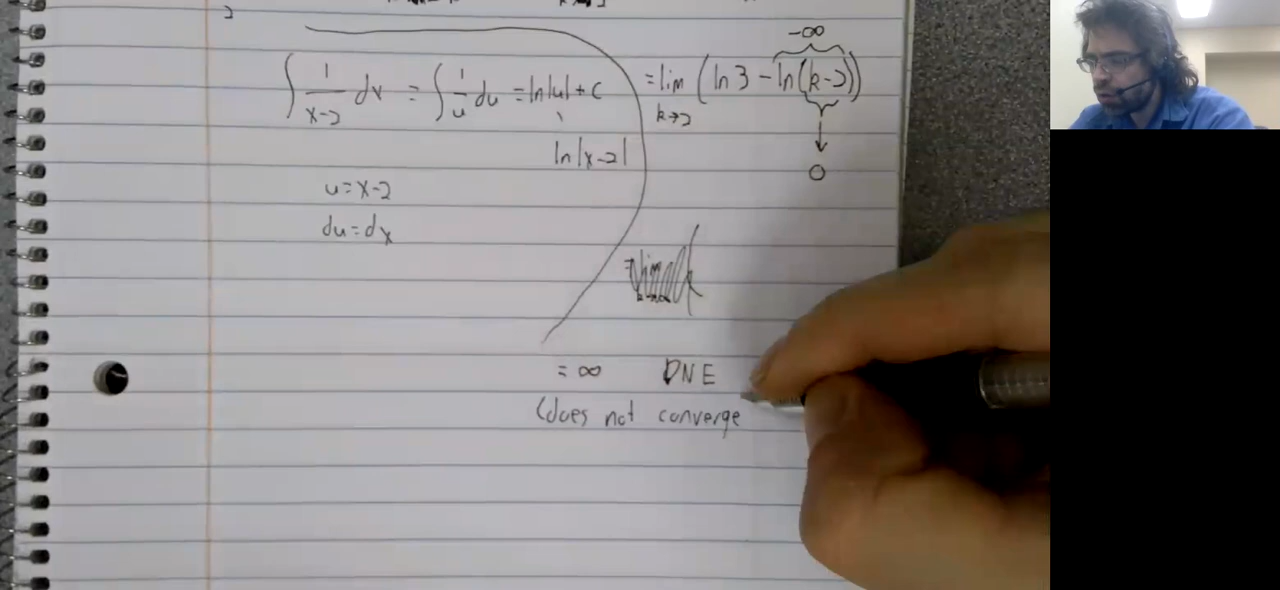 ∫ 1/(x-2) dx = ∫ 1/u du = ln|u| + C
ln|x-2|
u = x-2
du = dx
-∞
= lim k→2 (ln 3 - ln(k-2))
0
= ∞ DNE
(does not converge